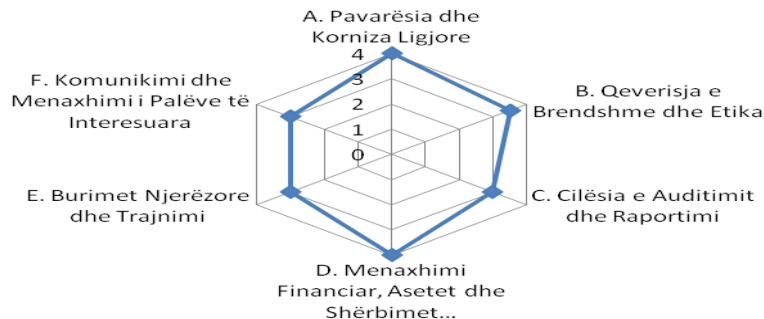 A. Pavarësia dhe
Korniza Ligjore
B. Qeverisja e
Brendshme dhe Etika
C. Cilësia e Auditimit
dhe Raportimi
D. Menaxhimi
Financiar, Asetet dhe
Shërbimet...
E. Burimet Njerëzore
dhe Trajnimi
F. Komunikimi dhe
Menaxhimi i Palëve të
Interesuara
4
3
2
1
0